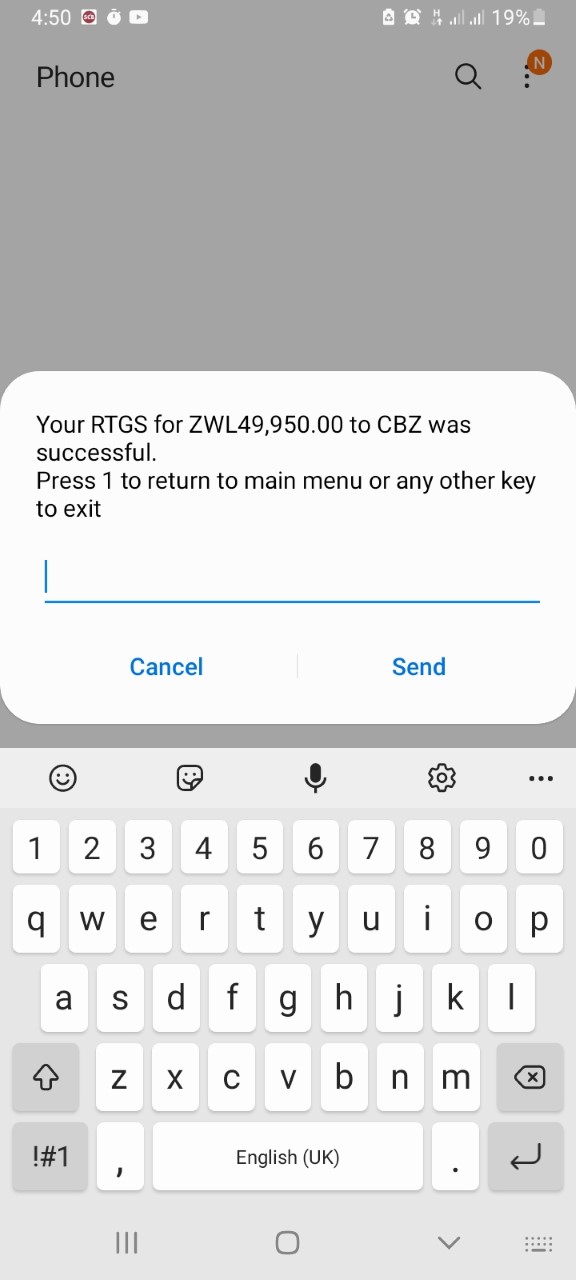 4:50 SCB 19%
Phone N
Your RTGS for ZWL49,950.00 to CBZ was
successful.
Press 1 to return to main menu or any other key
to exit
Cancel Send
1 2 3 4 5 6 7 8 9 0
q w e r t y u i o p
a s d f g h j k l
z x c v b n m
!#1 , English (UK) .